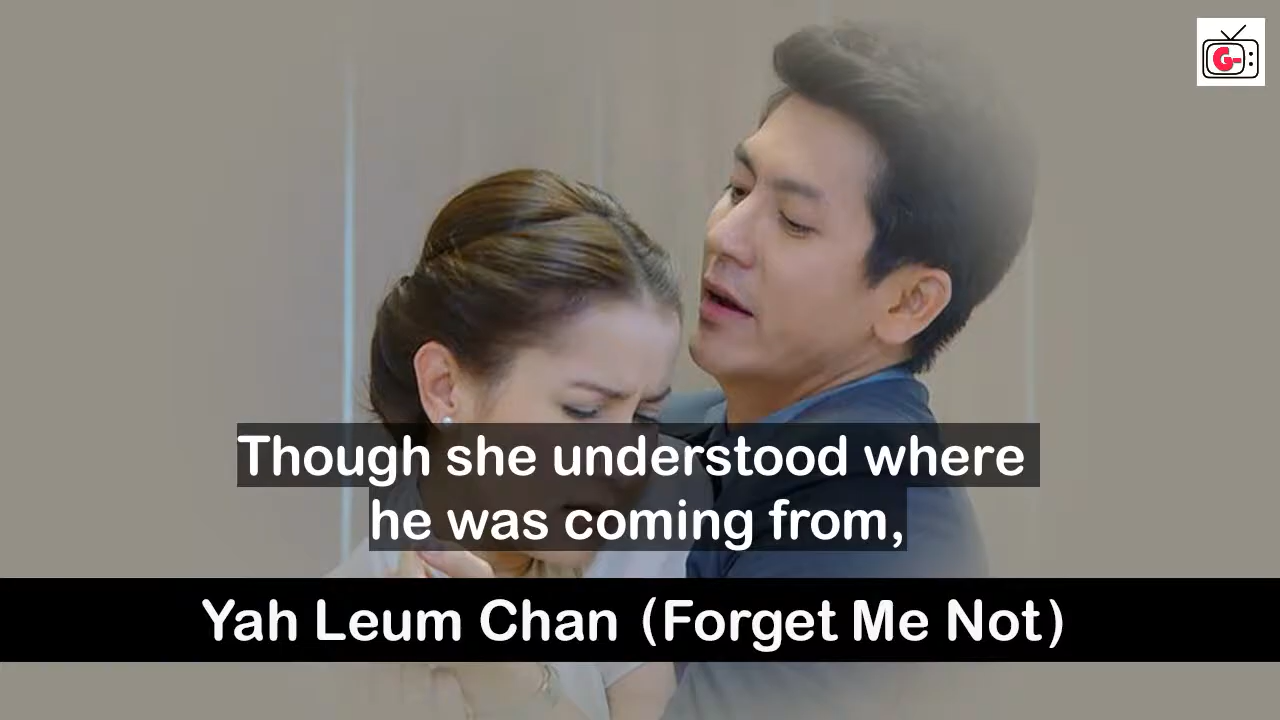 G-
Though she understood where
he was coming from,
Yah Leum Chan (Forget Me Not)